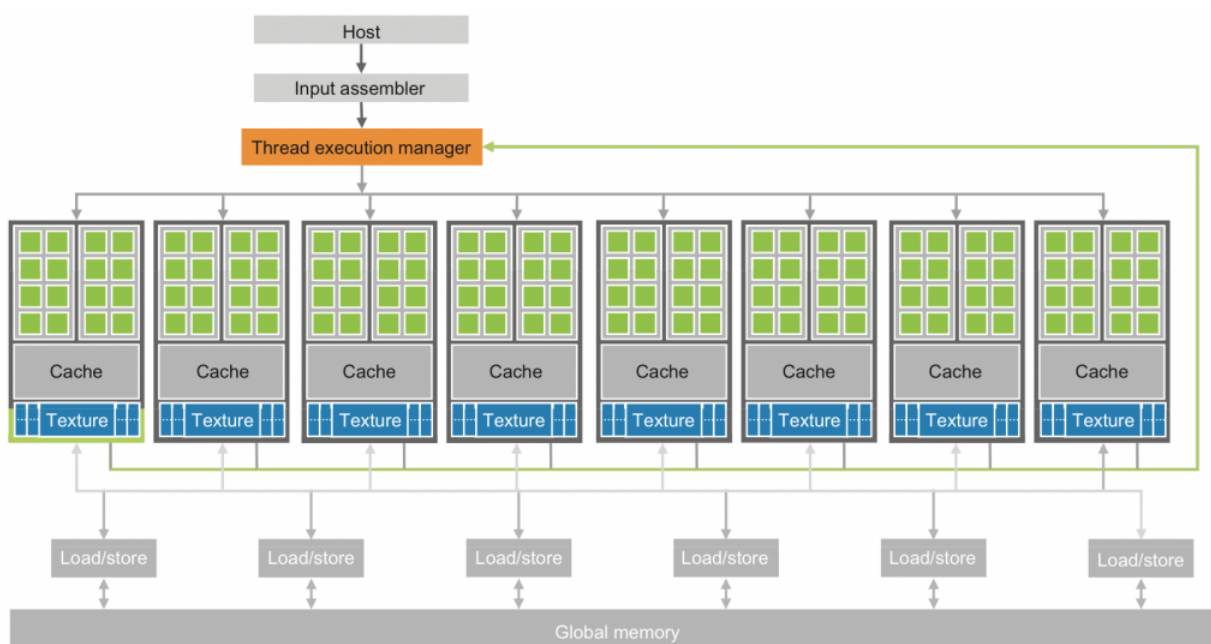 Host
Input assembler
Thread execution manager
Cache Cache Cache Cache Cache Cache Cache Cache
Texture Texture Texture Texture Texture Texture Texture Texture
Load/store Load/store Load/store Load/store Load/store Load/store
Global memory